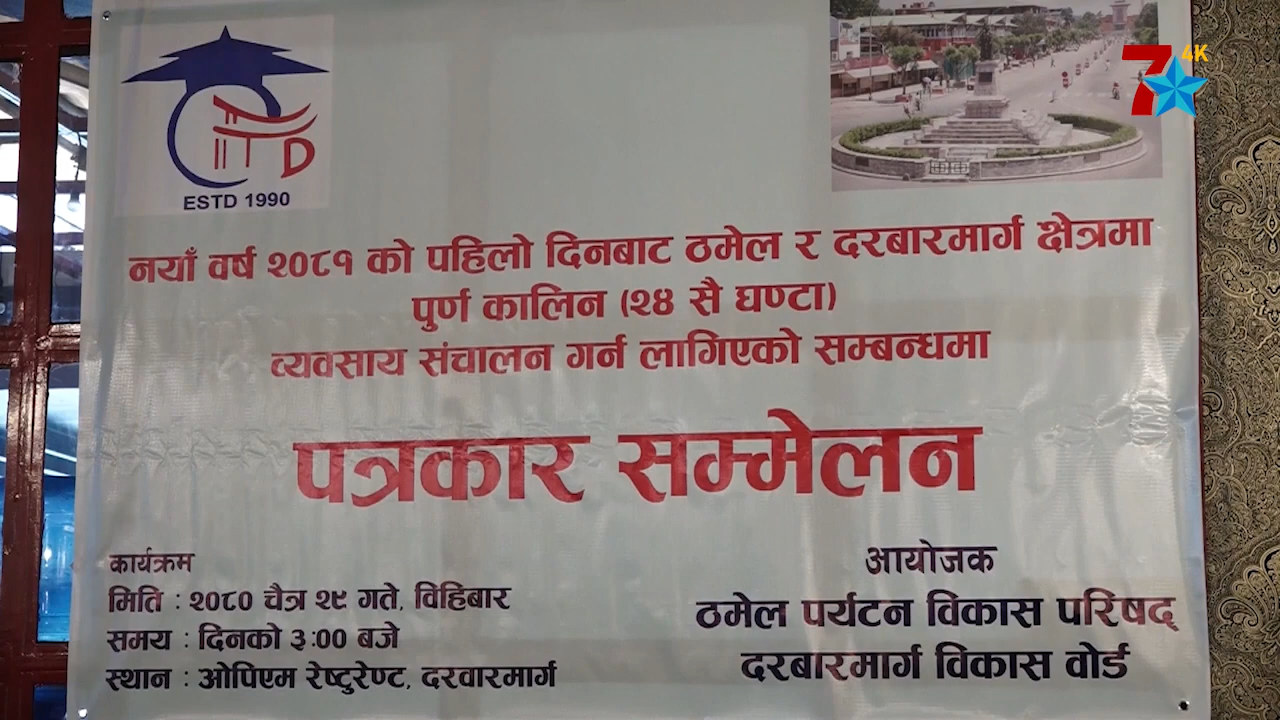 7 4K
TD
ESTD 1990
नयाँ वर्ष २०८१ को पहिलो दिनबाट ठमेल र दरबारमार्ग क्षेत्रमा
पुर्ण कालिन (२४ सै घण्टा)
व्यवसाय संचालन गर्न लागिएको सम्बन्धमा
पत्रकार सम्मेलन
कार्यक्रम
मिति : २०८० चैत्र २९ गते, विहिबार
समय : दिनको ३:०० बजे
स्थान : ओपिएम रेष्टुरेण्ट, दरवारमार्ग
आयोजक
ठमेल पर्यटन विकास परिषद्
दरबारमार्ग विकास वोर्ड